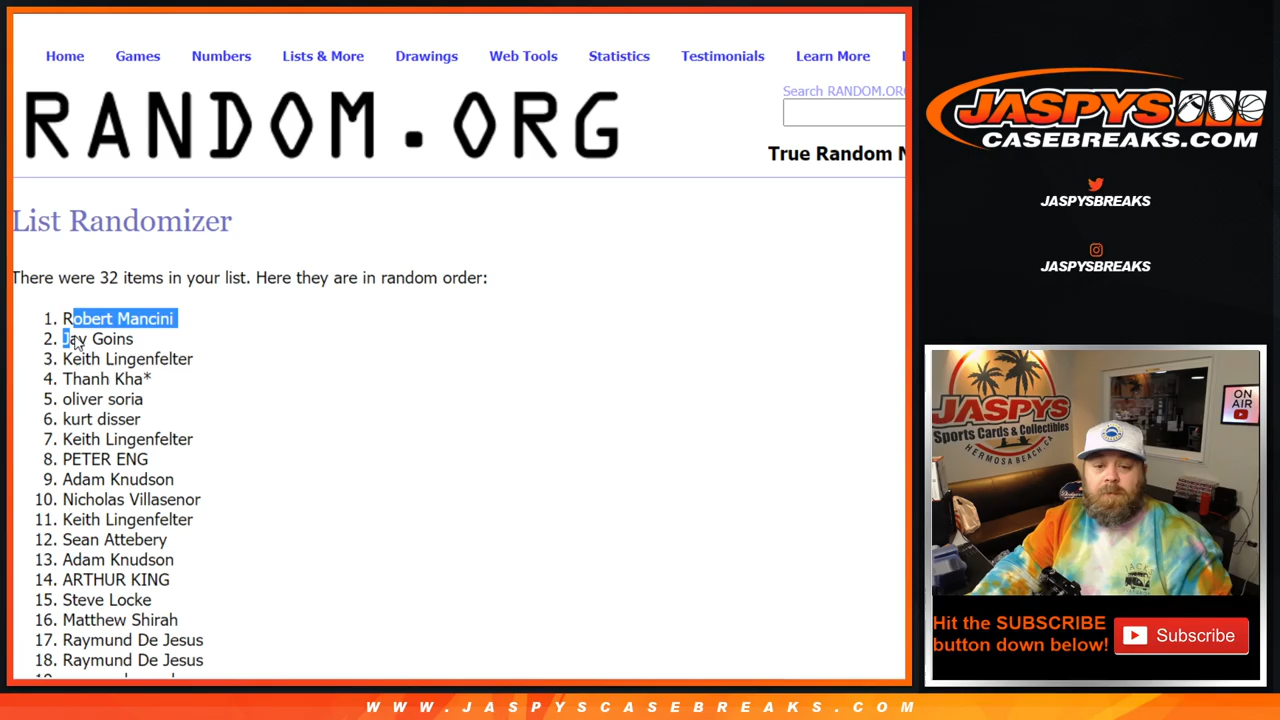 Home Games Numbers Lists & More Drawings Web Tools Statistics Testimonials Learn More
Search RANDOM.ORG
RANDOM.ORG
True Random N
List Randomizer
There were 32 items in your list. Here they are in random order:
1. Robert Mancini
2. Jay Goins
3. Keith Lingenfelter
4. Thanh Kha*
5. oliver soria
6. kurt disser
7. Keith Lingenfelter
8. PETER ENG
9. Adam Knudson
10. Nicholas Villasenor
11. Keith Lingenfelter
12. Sean Attebery
13. Adam Knudson
14. ARTHUR KING
15. Steve Locke
16. Matthew Shirah
17. Raymund De Jesus
18. Raymund De Jesus
JASPYS
CASEBREAKS.COM
JASPYSBREAKS
JASPYSBREAKS
JASPYS
Sports Cards & Collectibles
HERMOSA BEACH, CA
ON AIR
Hit the SUBSCRIBE
button down below!
Subscribe
WWW.JASPYSCASEBREAKS.COM